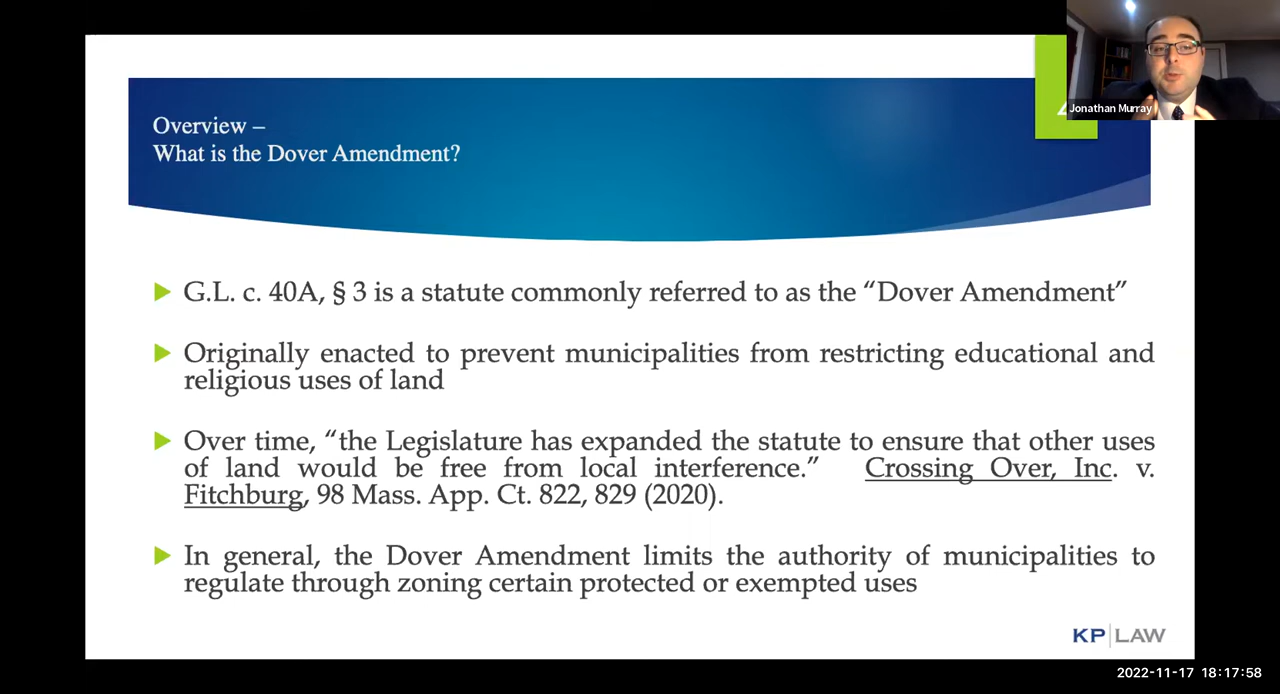 Jonathan Murray
Overview –
What is the Dover Amendment?
G.L. c. 40A, § 3 is a statute commonly referred to as the “Dover Amendment”
Originally enacted to prevent municipalities from restricting educational and
religious uses of land
Over time, “the Legislature has expanded the statute to ensure that other uses
of land would be free from local interference.” Crossing Over, Inc. v.
Fitchburg, 98 Mass. App. Ct. 822, 829 (2020).
In general, the Dover Amendment limits the authority of municipalities to
regulate through zoning certain protected or exempted uses
KP|LAW
2022-11-17 18:17:58